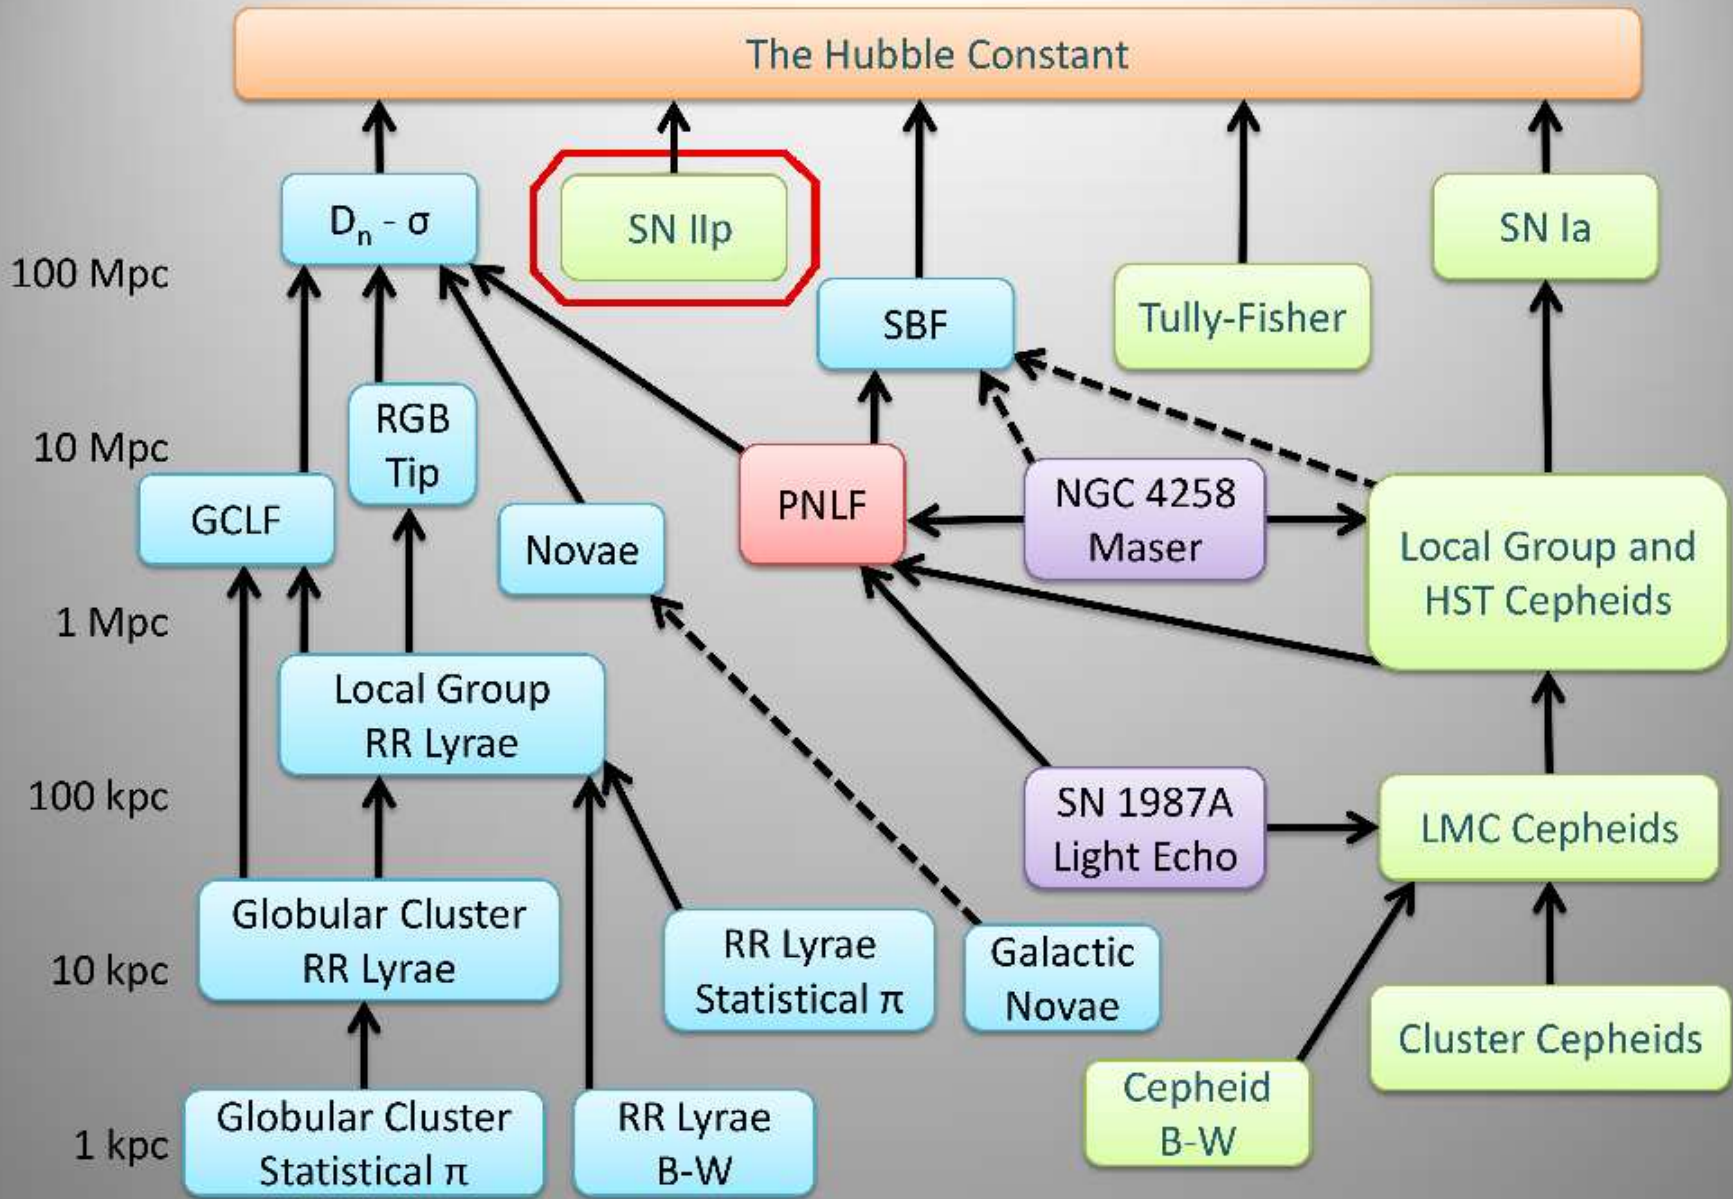 The Hubble Constant
Dn - σ
SN IIp
SN Ia
100 Mpc
SBF
Tully-Fisher
RGB
Tip
10 Mpc
GCLF
Novae
PNLF
NGC 4258
Maser
Local Group and
HST Cepheids
1 Mpc
Local Group
RR Lyrae
100 kpc
SN 1987A
Light Echo
LMC Cepheids
Globular Cluster
RR Lyrae
10 kpc
RR Lyrae
Statistical π
Galactic
Novae
Cluster Cepheids
Cepheid
B-W
1 kpc
Globular Cluster
Statistical π
RR Lyrae
B-W